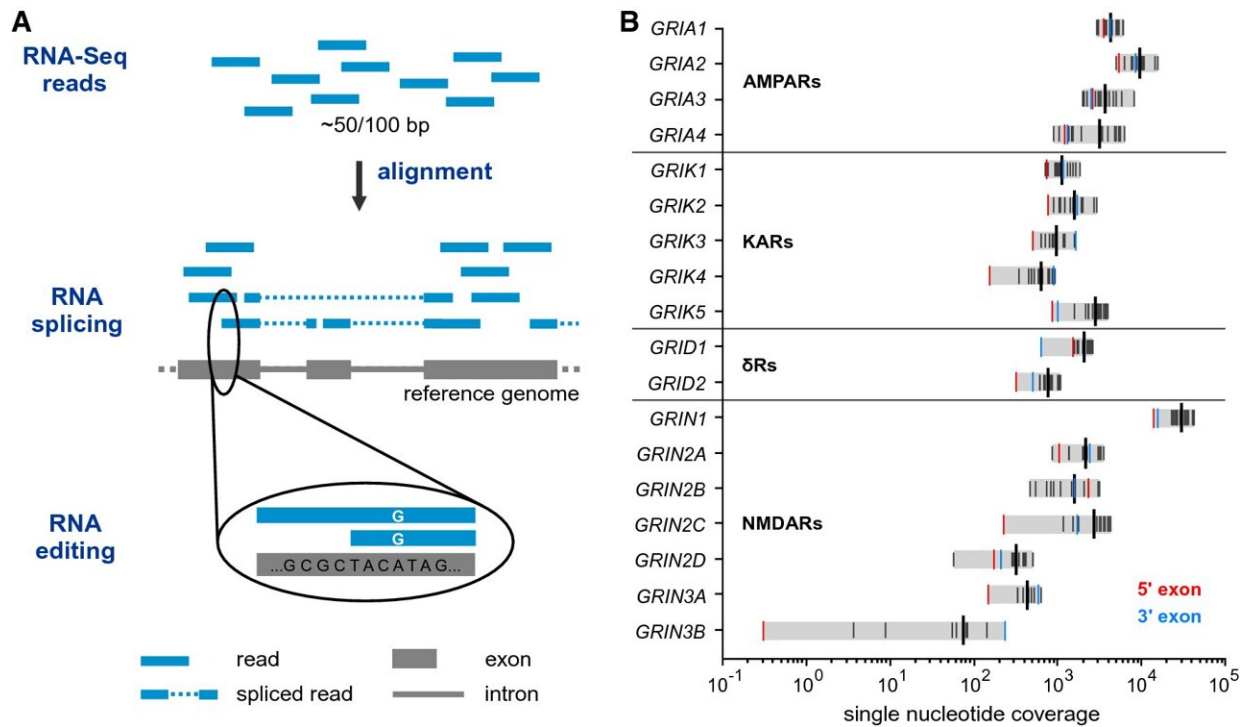 A
RNA-Seq
reads
~50/100 bp
alignment
RNA
splicing
reference genome
RNA
editing
G
G
...G C G C T A C A T A G...
read
exon
spliced read
intron
B
GRIA1
GRIA2
GRIA3
GRIA4
AMPARs
GRIK1
GRIK2
GRIK3
GRIK4
GRIK5
KARs
GRID1
GRID2
δRs
GRIN1
GRIN2A
GRIN2B
GRIN2C
GRIN2D
GRIN3A
GRIN3B
NMDARs
5' exon
3' exon
10⁻¹ 10⁰ 10¹ 10² 10³ 10⁴ 10⁵
single nucleotide coverage